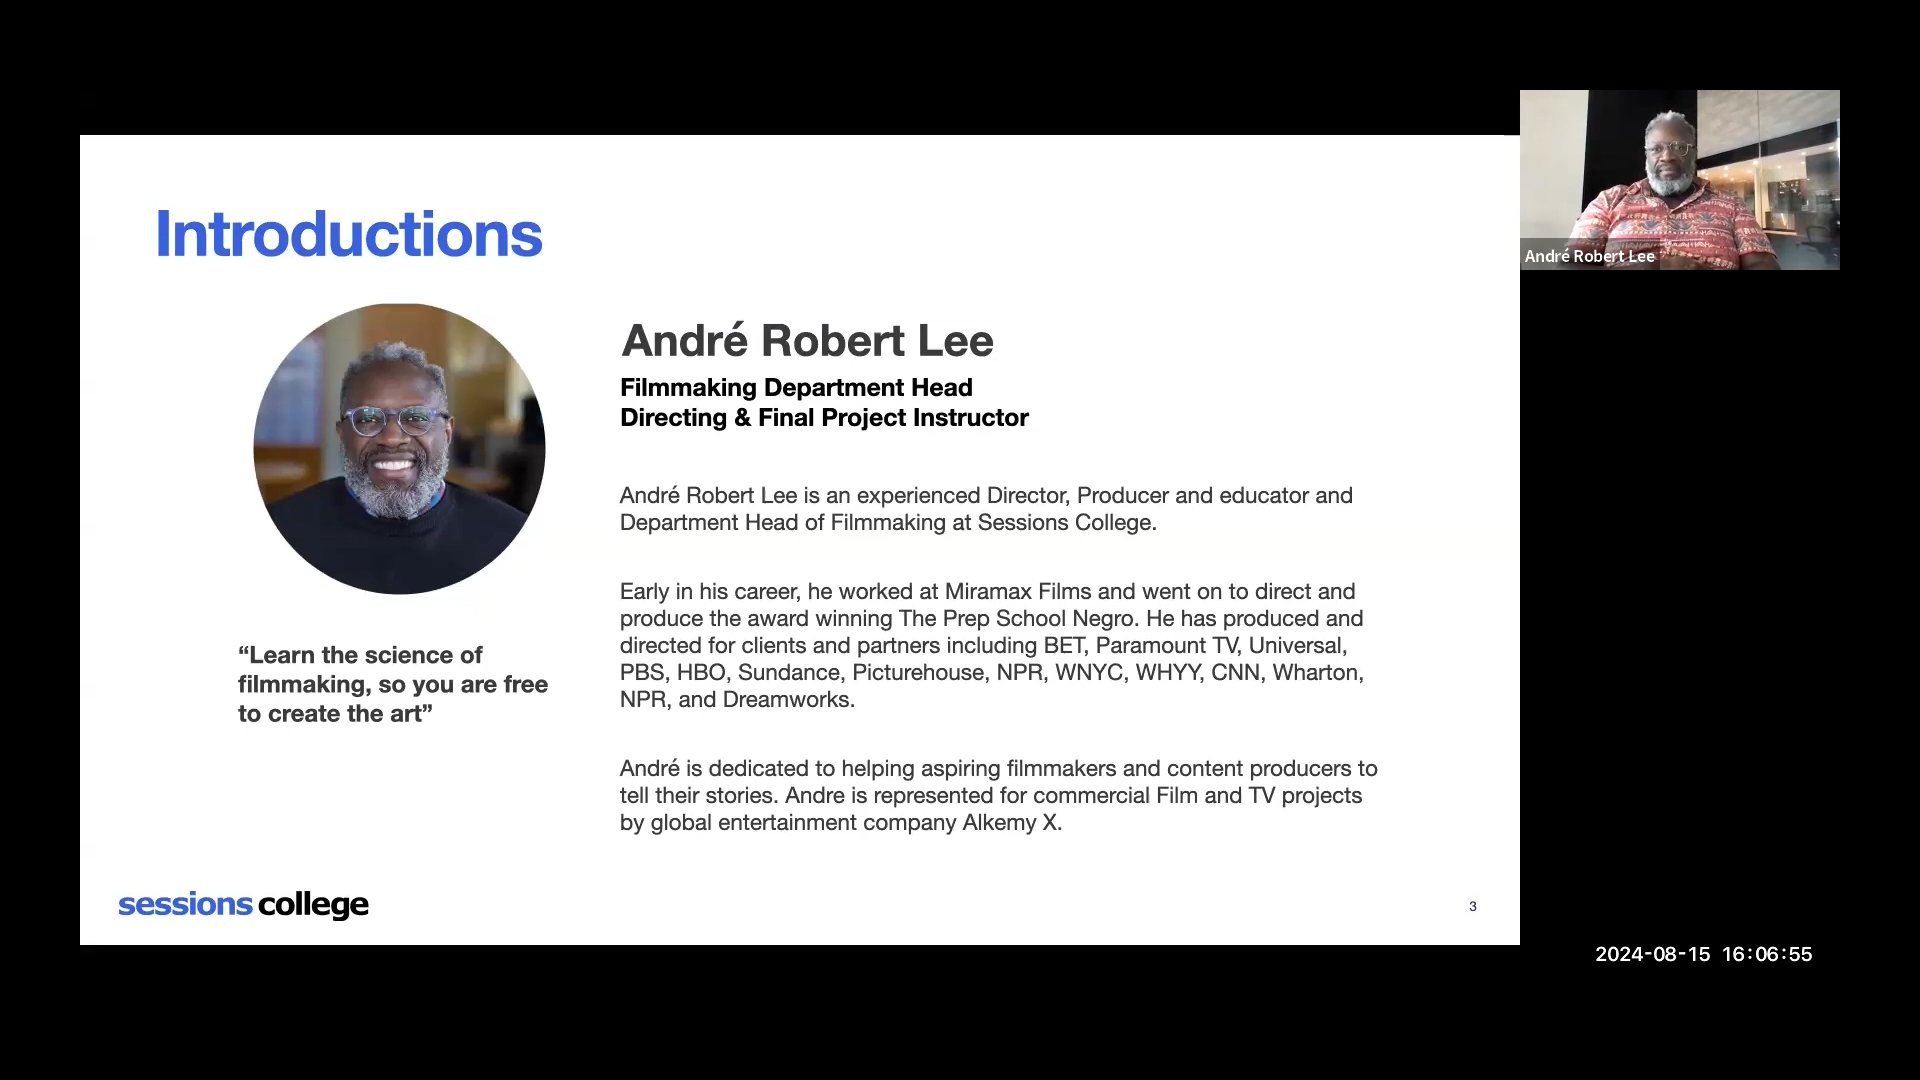 Introductions
André Robert Lee
Filmmaking Department Head
Directing & Final Project Instructor
André Robert Lee is an experienced Director, Producer and educator and
Department Head of Filmmaking at Sessions College.
Early in his career, he worked at Miramax Films and went on to direct and
produce the award winning The Prep School Negro. He has produced and
directed for clients and partners including BET, Paramount TV, Universal,
PBS, HBO, Sundance, Picturehouse, NPR, WNYC, WHYY, CNN, Wharton,
NPR, and Dreamworks.
André is dedicated to helping aspiring filmmakers and content producers to
tell their stories. Andre is represented for commercial Film and TV projects
by global entertainment company Alkemy X.
“Learn the science of
filmmaking, so you are free
to create the art”
sessions college
3
André Robert Lee
2024-08-15 16:06:55